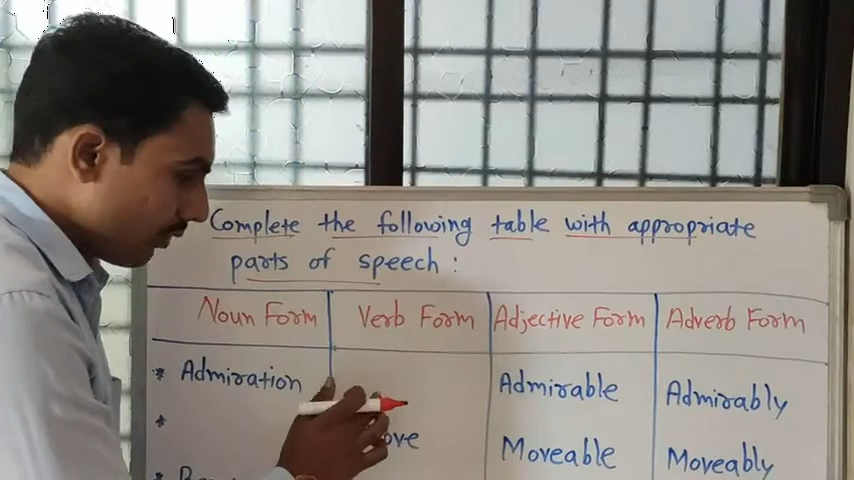 Complete the following table with appropriate
parts of speech :
Noun Form Verb Form Adjective Form Adverb Form
* Admiration Admirable Admirably
* Moveable Moveably
*